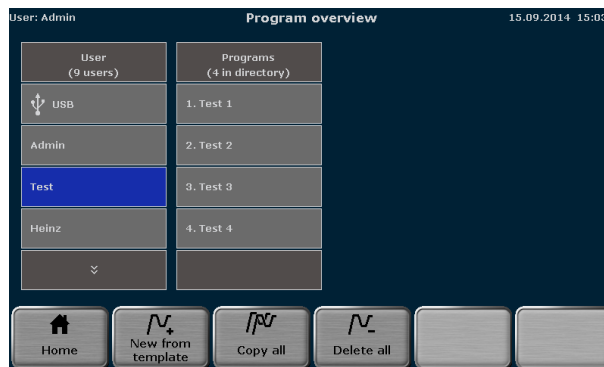 User: Admin
Program overview
15.09.2014 15:03
User
(9 users)
Programs
(4 in directory)
USB
1. Test 1
Admin
2. Test 2
Test
3. Test 3
Heinz
4. Test 4
Home
New from
template
Copy all
Delete all